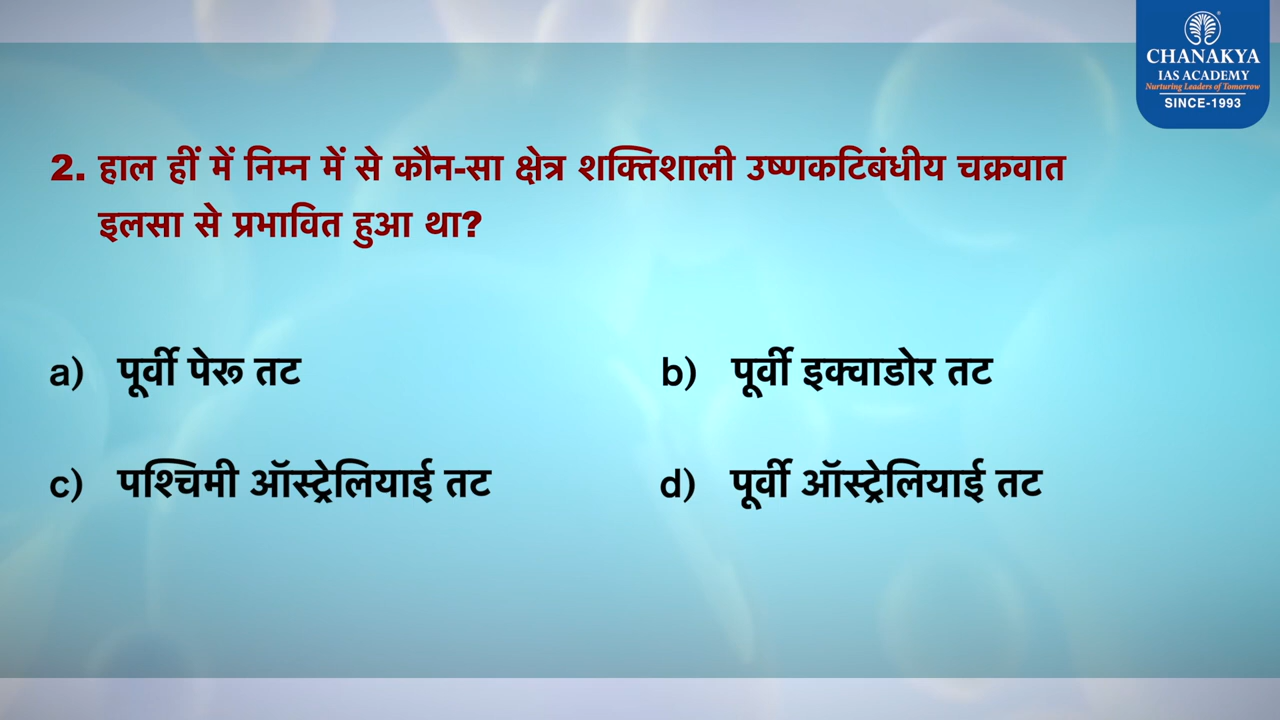 CHANAKYA
IAS ACADEMY
Nurturing Leaders of Tomorrow
SINCE-1993
2. हाल हीं में निम्न में से कौन-सा क्षेत्र शक्तिशाली उष्णकटिबंधीय चक्रवात
इलसा से प्रभावित हुआ था?
a) पूर्वी पेरू तट
b) पूर्वी इक्वाडोर तट
c) पश्चिमी ऑस्ट्रेलियाई तट
d) पूर्वी ऑस्ट्रेलियाई तट